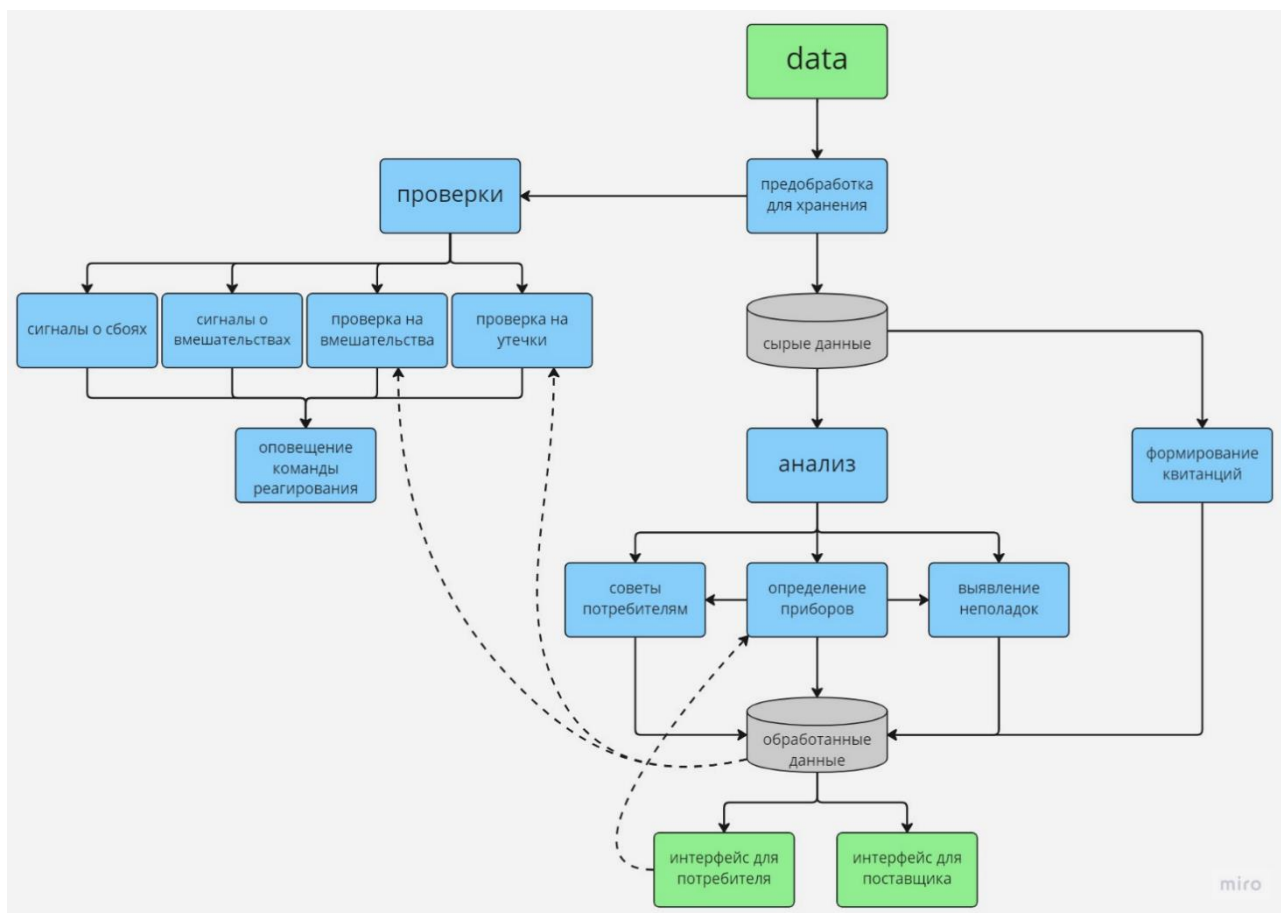 data
проверки
предобработка
для хранения
сигналы о сбоях
сигналы о
вмешательствах
проверка на
вмешательства
проверка на
утечки
сырые данные
оповещение
команды
реагирования
анализ
формирование
квитанций
советы
потребителям
определение
приборов
выявление
неполадок
обработанные
данные
интерфейс для
потребителя
интерфейс для
поставщика
miro